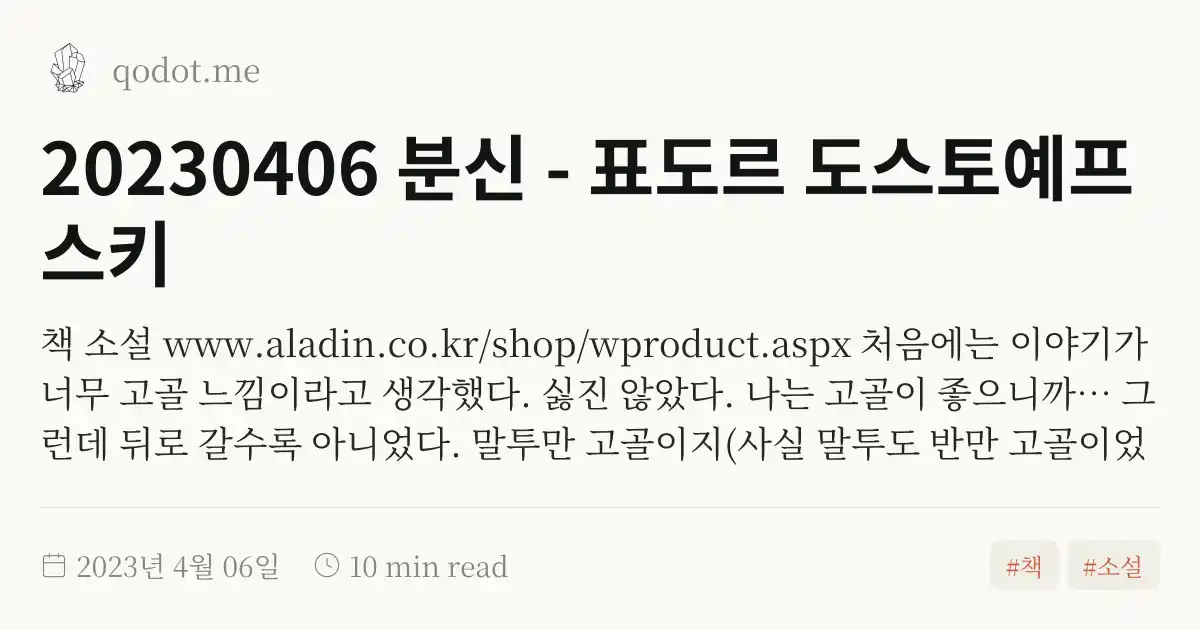 qodot.me
20230406 분신 - 표도르 도스토예프
스키
책 소설 www.aladin.co.kr/shop/wproduct.aspx 처음에는 이야기가
너무 고골 느낌이라고 생각했다. 싫진 않았다. 나는 고골이 좋으니까… 그
런데 뒤로 갈수록 아니었다. 말투만 고골이지(사실 말투도 반만 고골이었
2023년 4월 06일 10 min read #책 #소설